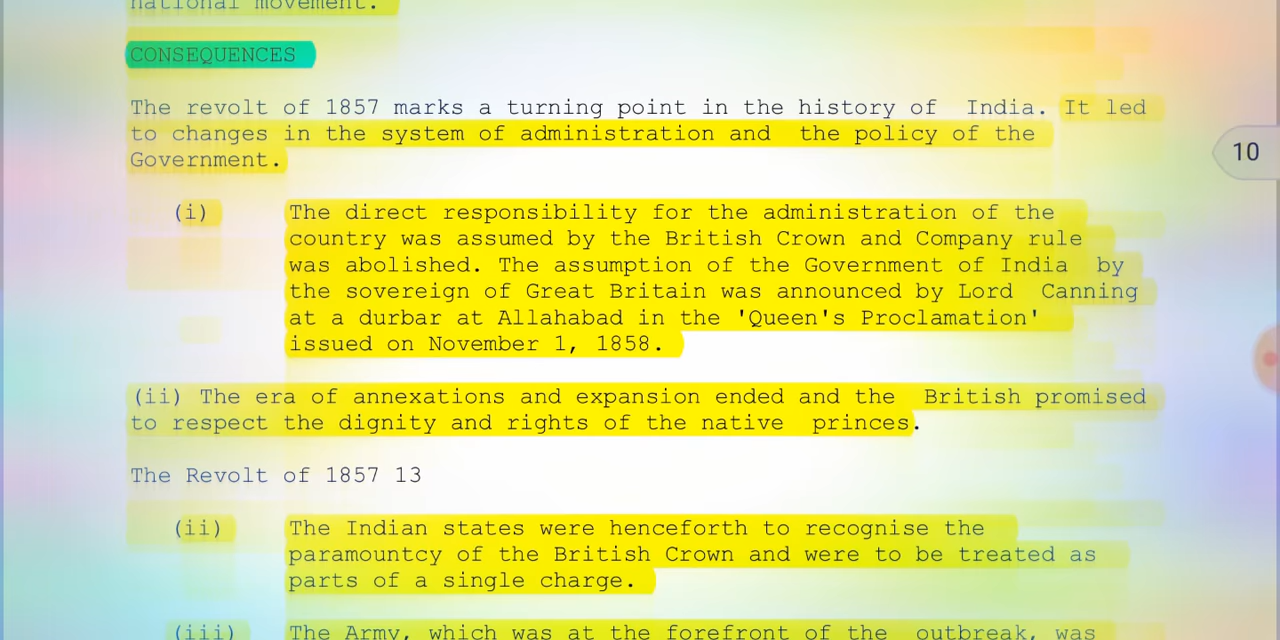 national movement.
CONSEQUENCES
The revolt of 1857 marks a turning point in the history of India. It led
to changes in the system of administration and the policy of the
Government.
10
(i) The direct responsibility for the administration of the
country was assumed by the British Crown and Company rule
was abolished. The assumption of the Government of India by
the sovereign of Great Britain was announced by Lord Canning
at a durbar at Allahabad in the 'Queen's Proclamation'
issued on November 1, 1858.
(ii) The era of annexations and expansion ended and the British promised
to respect the dignity and rights of the native princes.
The Revolt of 1857 13
(ii) The Indian states were henceforth to recognise the
paramountcy of the British Crown and were to be treated as
parts of a single charge.
(iii) The Army, which was at the forefront of the outbreak, was